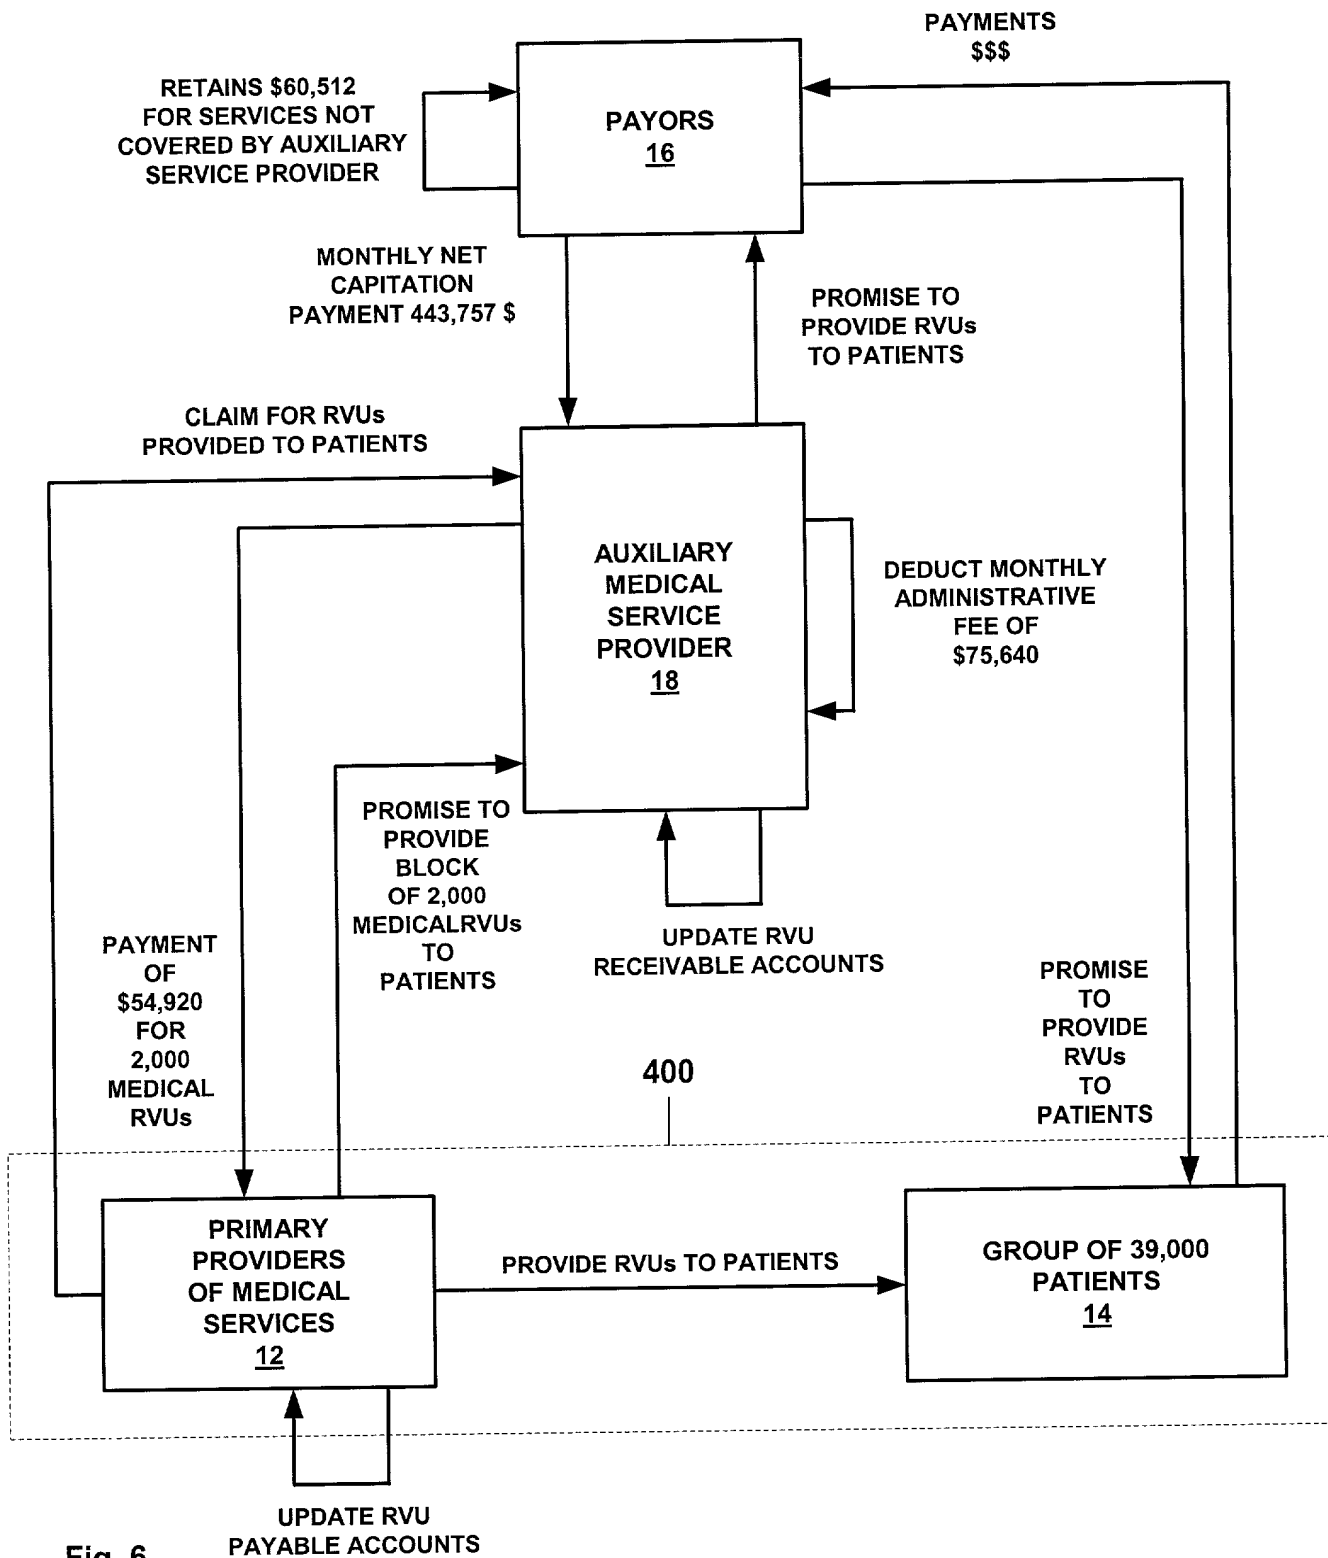 PAYMENTS
$$$
RETAINS $60,512
FOR SERVICES NOT
COVERED BY AUXILIARY
SERVICE PROVIDER
PAYORS
16
MONTHLY NET
CAPITATION
PAYMENT 443,757 $
PROMISE TO
PROVIDE RVUs
TO PATIENTS
CLAIM FOR RVUs
PROVIDED TO PATIENTS
AUXILIARY
MEDICAL
SERVICE
PROVIDER
18
DEDUCT MONTHLY
ADMINISTRATIVE
FEE OF
$75,640
PROMISE TO
PROVIDE
BLOCK
OF 2,000
MEDICALRVUs
TO
PATIENTS
UPDATE RVU
RECEIVABLE ACCOUNTS
PAYMENT
OF
$54,920
FOR
2,000
MEDICAL
RVUs
PROMISE
TO
PROVIDE
RVUs
TO
PATIENTS
400
PRIMARY
PROVIDERS
OF MEDICAL
SERVICES
12
PROVIDE RVUs TO PATIENTS
GROUP OF 39,000
PATIENTS
14
UPDATE RVU
PAYABLE ACCOUNTS
Fig. 6